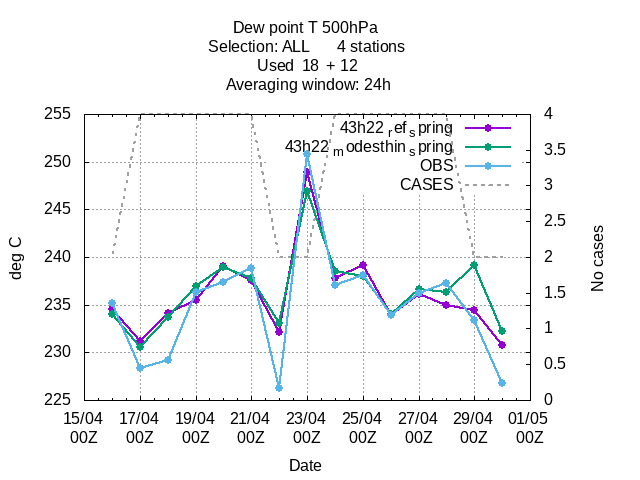 Dew point T 500hPa
Selection: ALL 4 stations
Used 18 + 12
Averaging window: 24h
255
250
245
240
235
230
225
4
3.5
3
2.5
2
1.5
1
0.5
0
43h22_refspring
43h22_modesthin_spring
OBS
CASES
deg C
No cases
15/04 17/04 19/04 21/04 23/04 25/04 27/04 29/04 01/05
00Z 00Z 00Z 00Z 00Z 00Z 00Z 00Z 00Z
Date